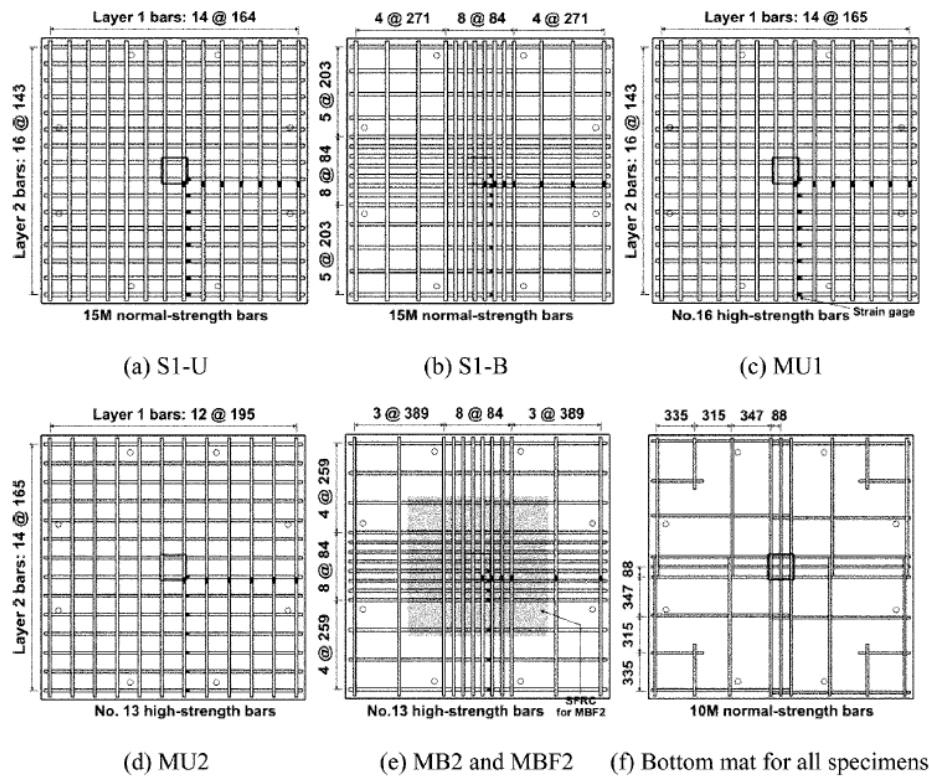 Layer 1 bars: 14 @ 164
Layer 2 bars: 16 @ 143
15M normal-strength bars
(a) S1-U
4 @ 271 8 @ 84 4 @ 271
5 @ 203 8 @ 84 5 @ 203
15M normal-strength bars
(b) S1-B
Layer 1 bars: 14 @ 165
Layer 2 bars: 16 @ 143
Strain gage
No.16 high-strength bars
(c) MU1
Layer 1 bars: 12 @ 195
Layer 2 bars: 14 @ 165
No. 13 high-strength bars
(d) MU2
3 @ 389 8 @ 84 3 @ 389
4 @ 259 8 @ 84 4 @ 259
SFRC
for MBF2
No.13 high-strength bars
(e) MB2 and MBF2
335 315 347 88
335 315 347 88
10M normal-strength bars
(f) Bottom mat for all specimens